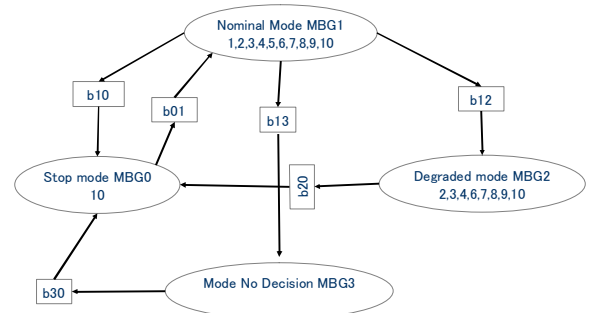 Nominal Mode MBG1
1,2,3,4,5,6,7,8,9,10
b10
b01
b13
b12
Stop mode MBG0
10
b20
Degraded mode MBG2
2,3,4,6,7,8,9,10
Mode No Decision MBG3
b30